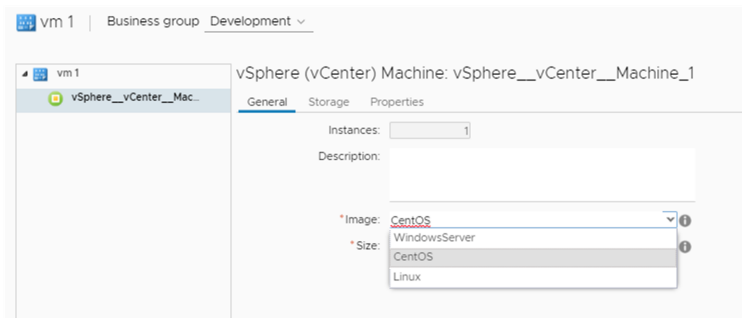 vm 1 Business group Development
vm 1
vSphere__vCenter__Mac...
vSphere (vCenter) Machine: vSphere__vCenter__Machine_1
General Storage Properties
Instances: 1
Description:
*Image: CentOS
*Size:
WindowsServer
CentOS
Linux